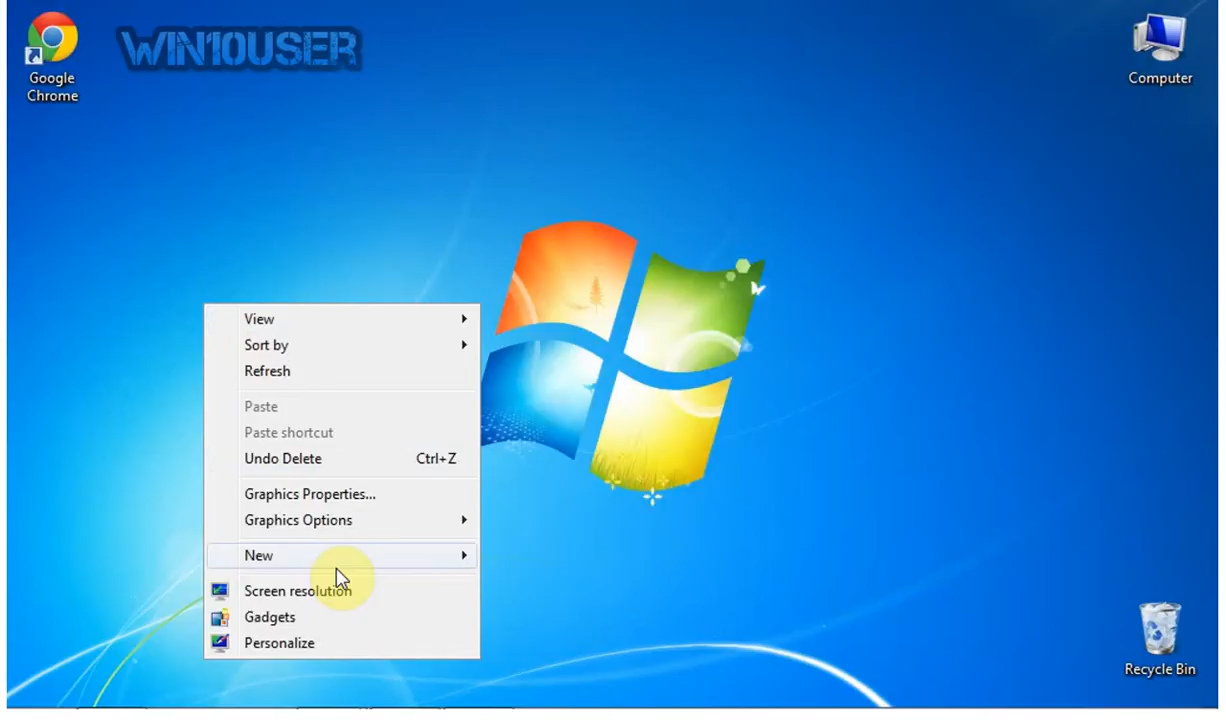 Google
Chrome
WIN10USER
Computer
View
Sort by
Refresh
Paste
Paste shortcut
Undo Delete Ctrl+Z
Graphics Properties...
Graphics Options
New
Screen resolution
Gadgets
Personalize
Recycle Bin